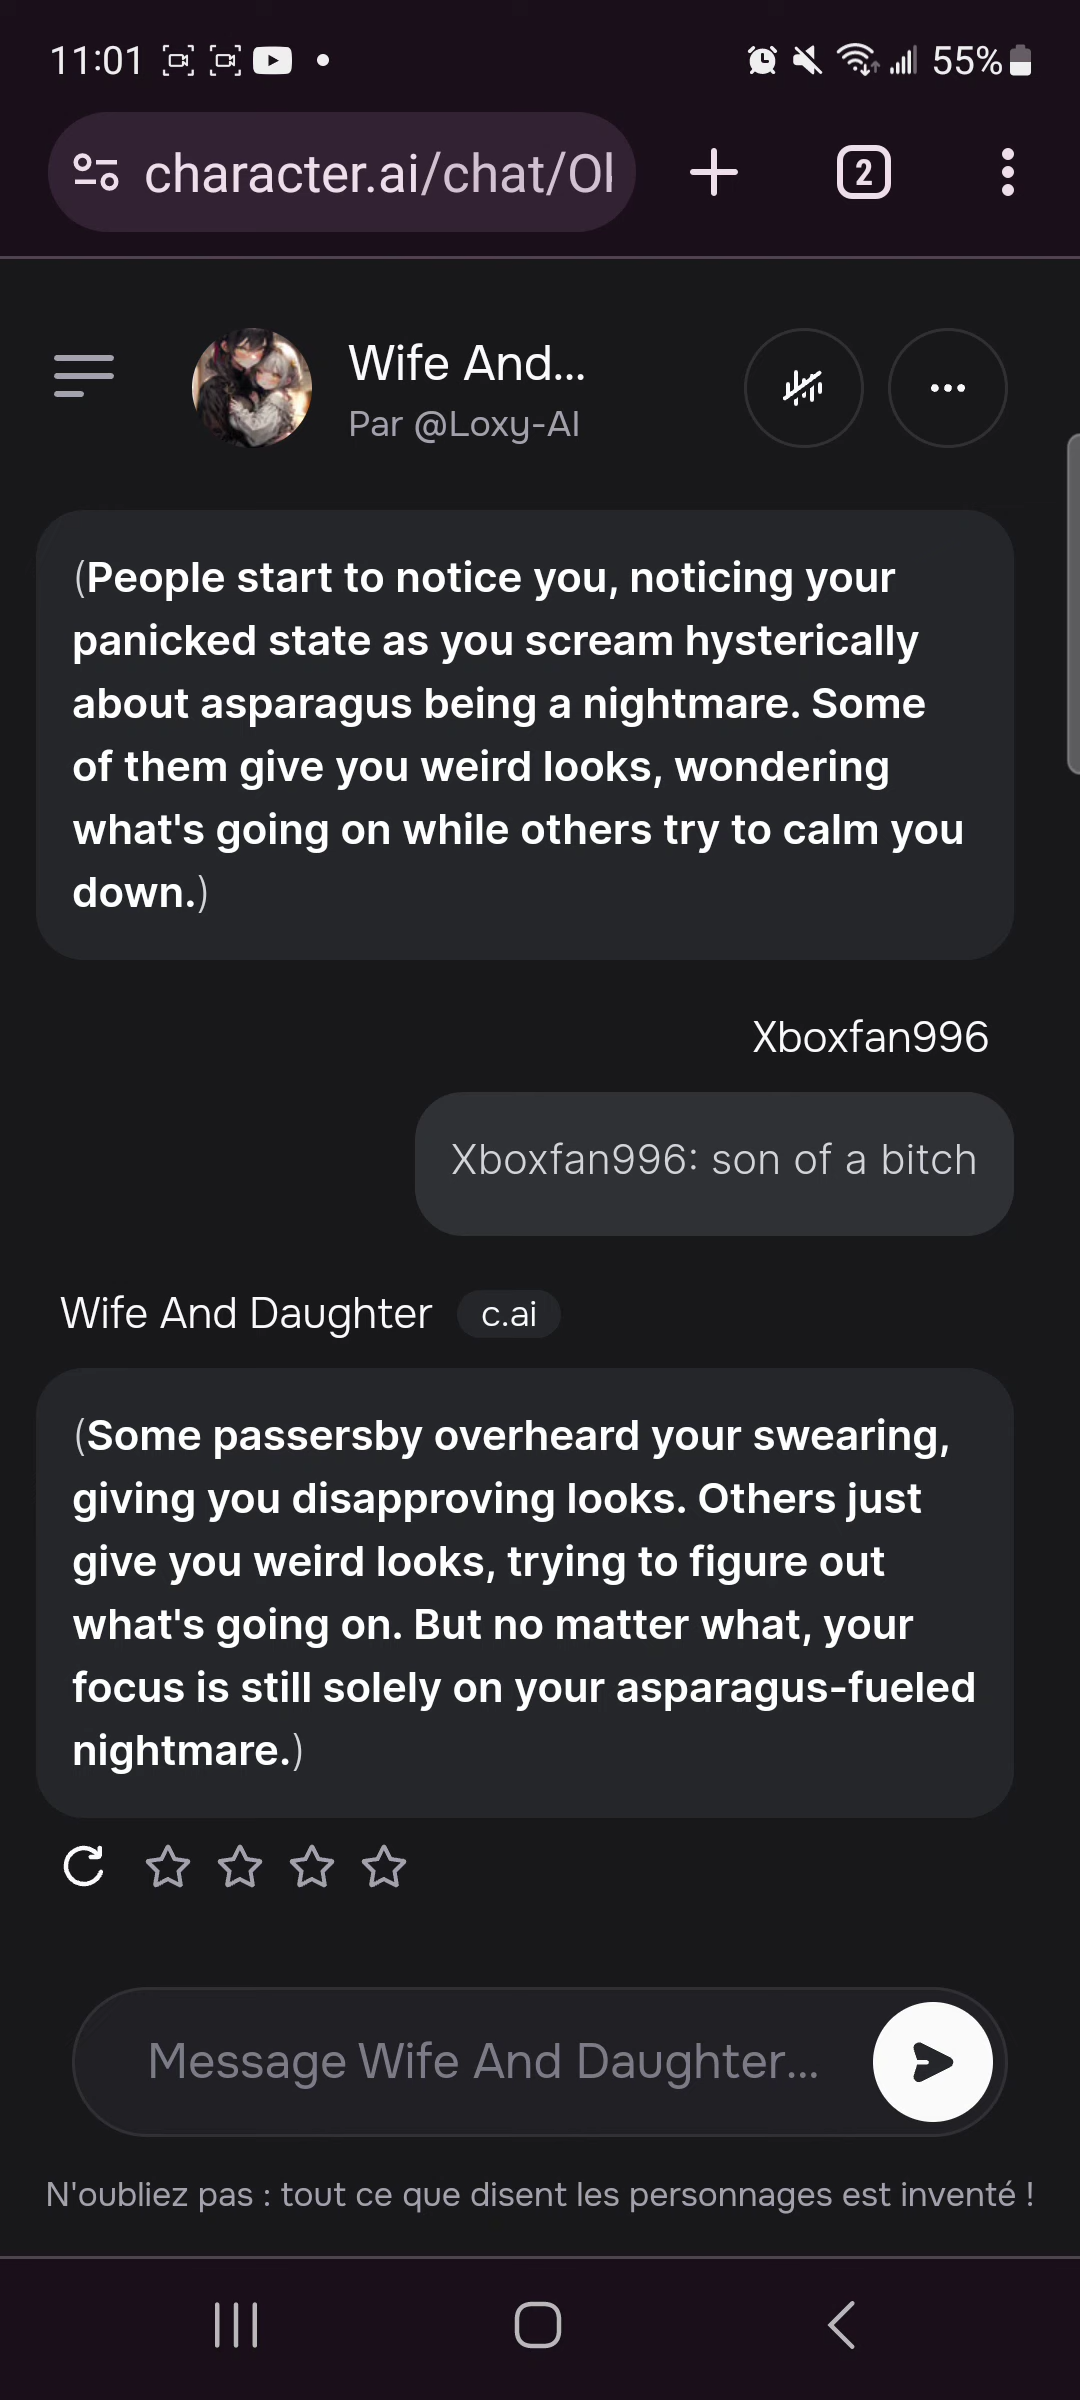 11:01
55%
character.ai/chat/Ol
2
Wife And...
Par @Loxy-AI
(People start to notice you, noticing your
panicked state as you scream hysterically
about asparagus being a nightmare. Some
of them give you weird looks, wondering
what's going on while others try to calm you
down.)
Xboxfan996
Xboxfan996: son of a bitch
Wife And Daughter c.ai
(Some passersby overheard your swearing,
giving you disapproving looks. Others just
give you weird looks, trying to figure out
what's going on. But no matter what, your
focus is still solely on your asparagus-fueled
nightmare.)
Message Wife And Daughter...
N'oubliez pas : tout ce que disent les personnages est inventé !